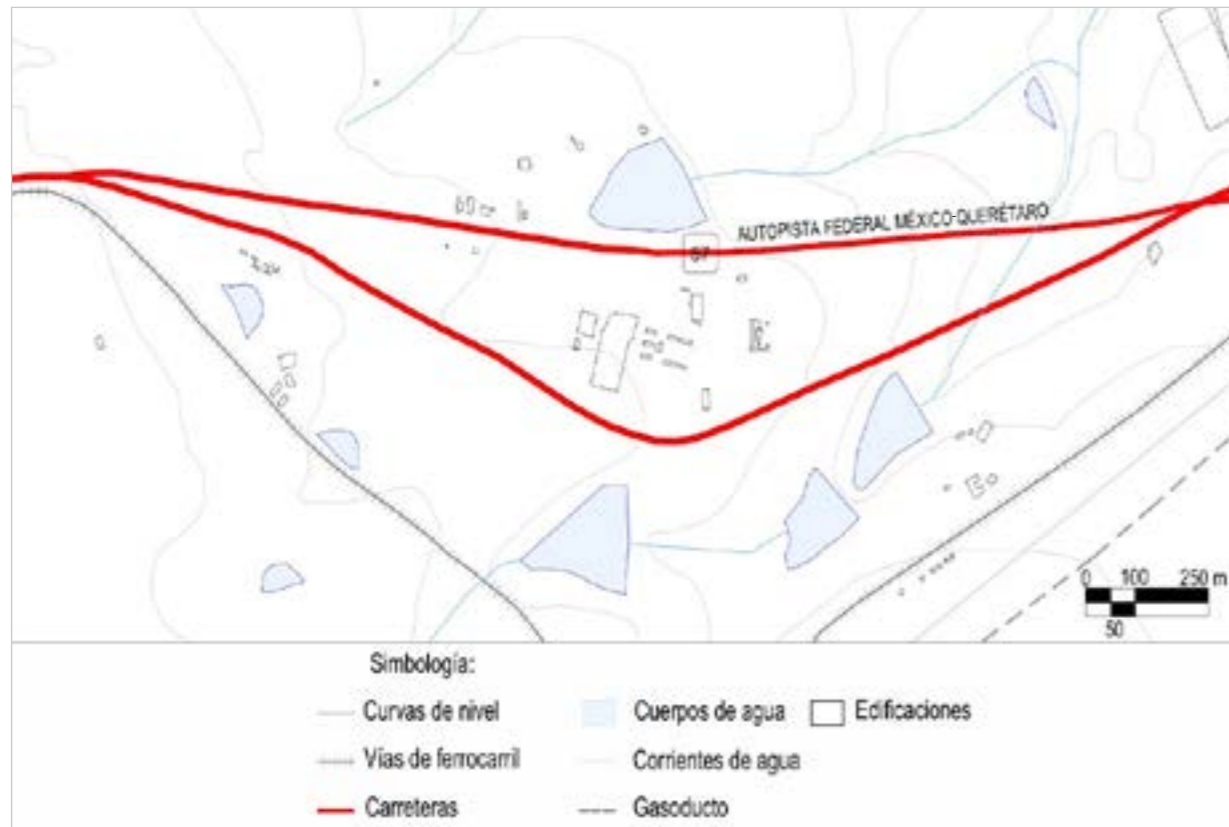 AUTOPISTA FEDERAL MÉXICO-QUERÉTARO
57
0 100 250 m
50
Simbología:
Curvas de nivel
Cuerpos de agua
Edificaciones
Vías de ferrocarril
Corrientes de agua
Carreteras
Gasoducto